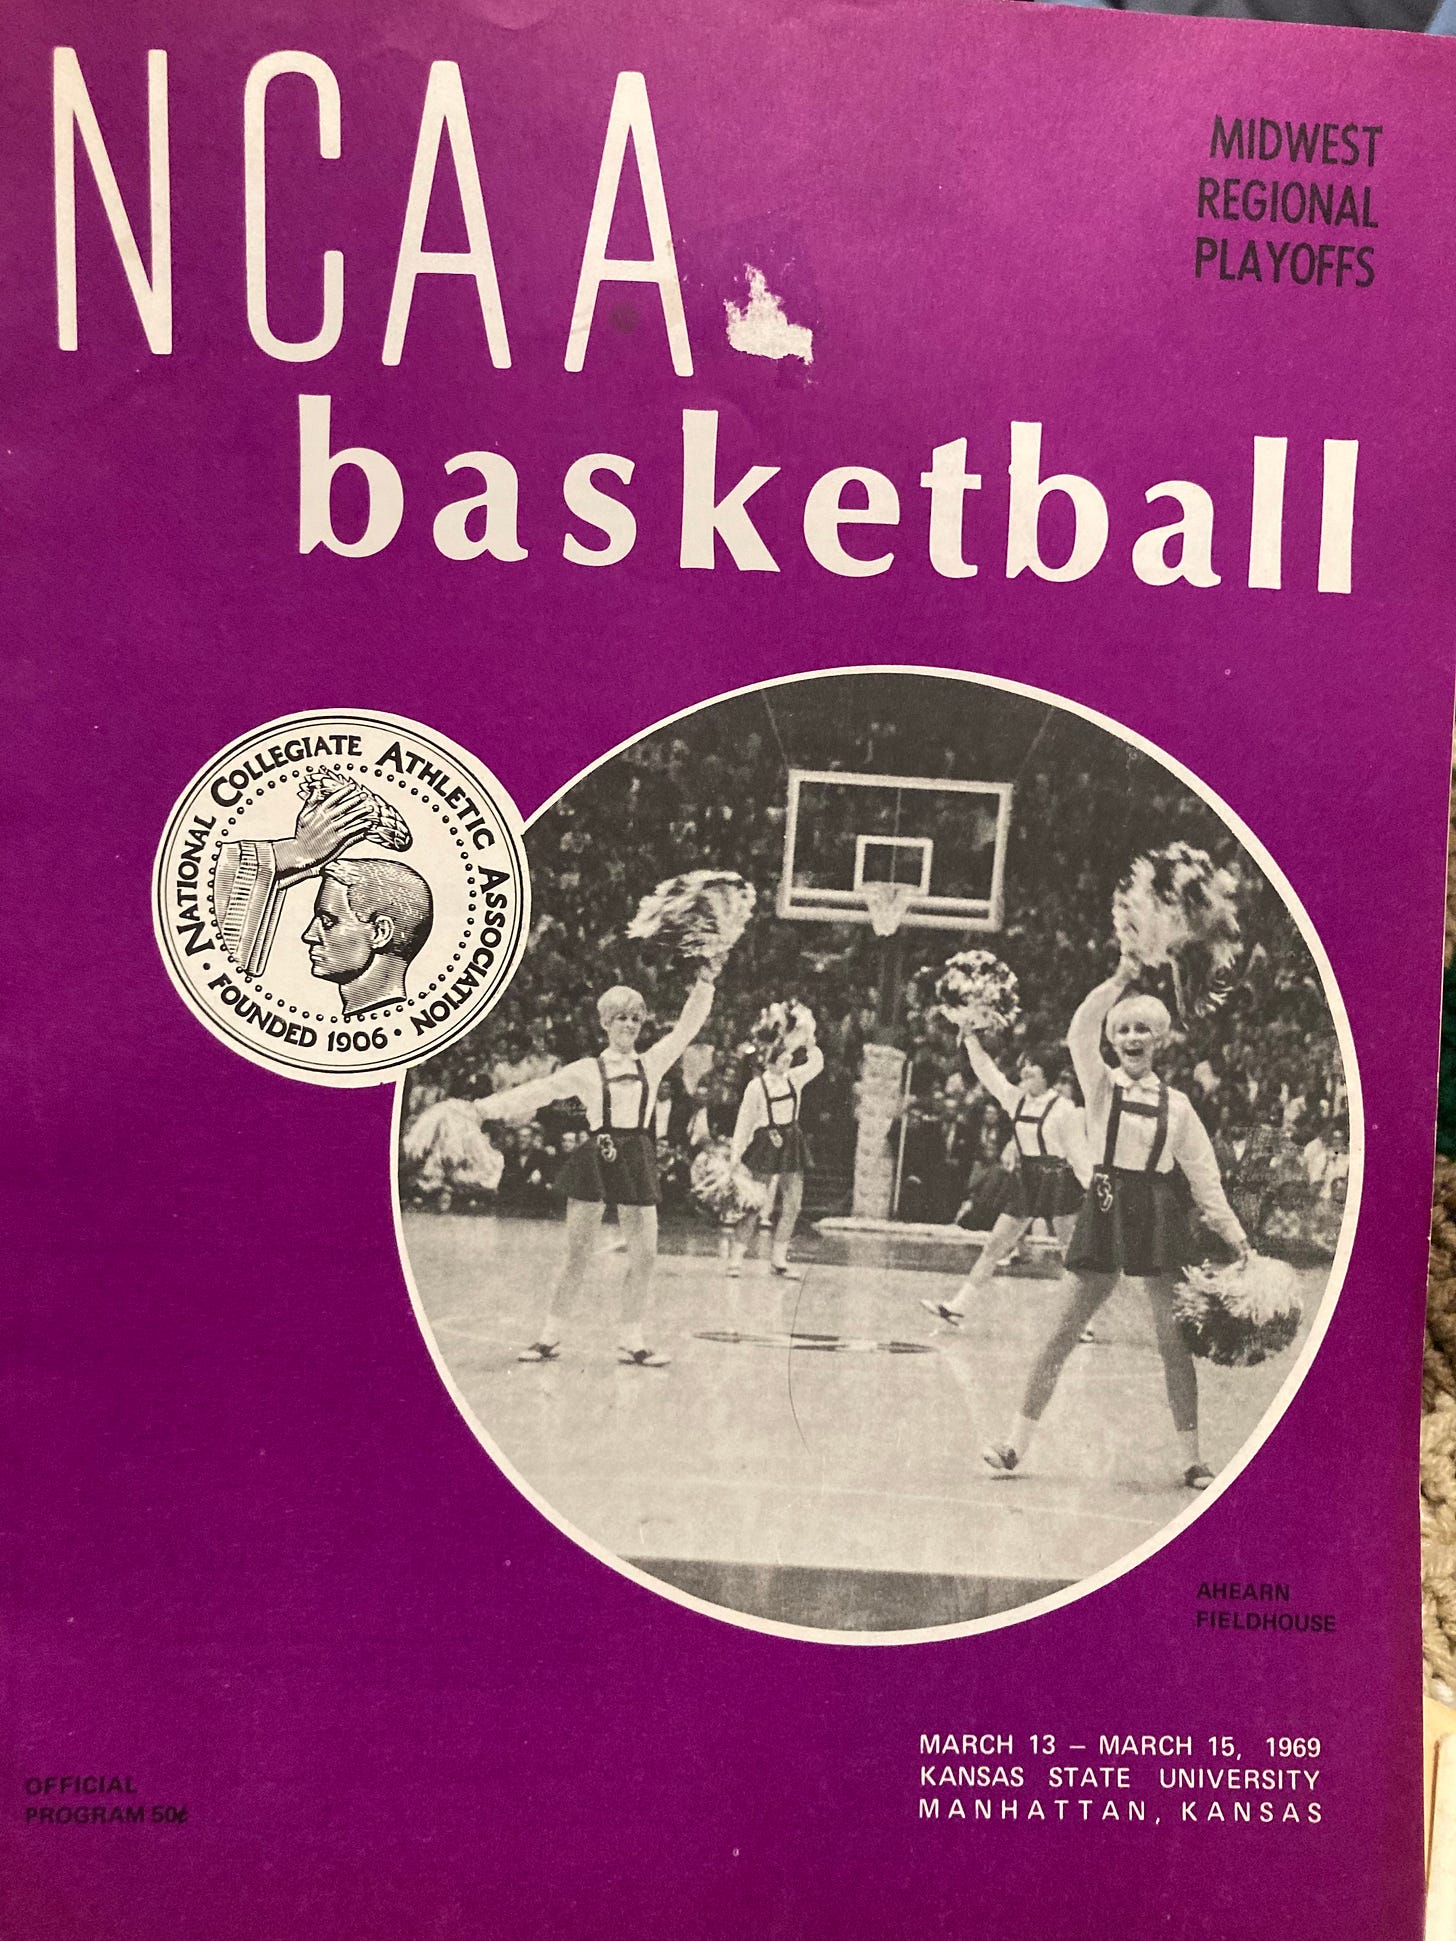 NCAA
MIDWEST
REGIONAL
PLAYOFFS
basketball
NATIONAL COLLEGIATE ATHLETIC ASSOCIATION
· FOUNDED 1906 ·
AHEARN
FIELDHOUSE
MARCH 13 – MARCH 15, 1969
KANSAS STATE UNIVERSITY
MANHATTAN, KANSAS
OFFICIAL
PROGRAM 50¢